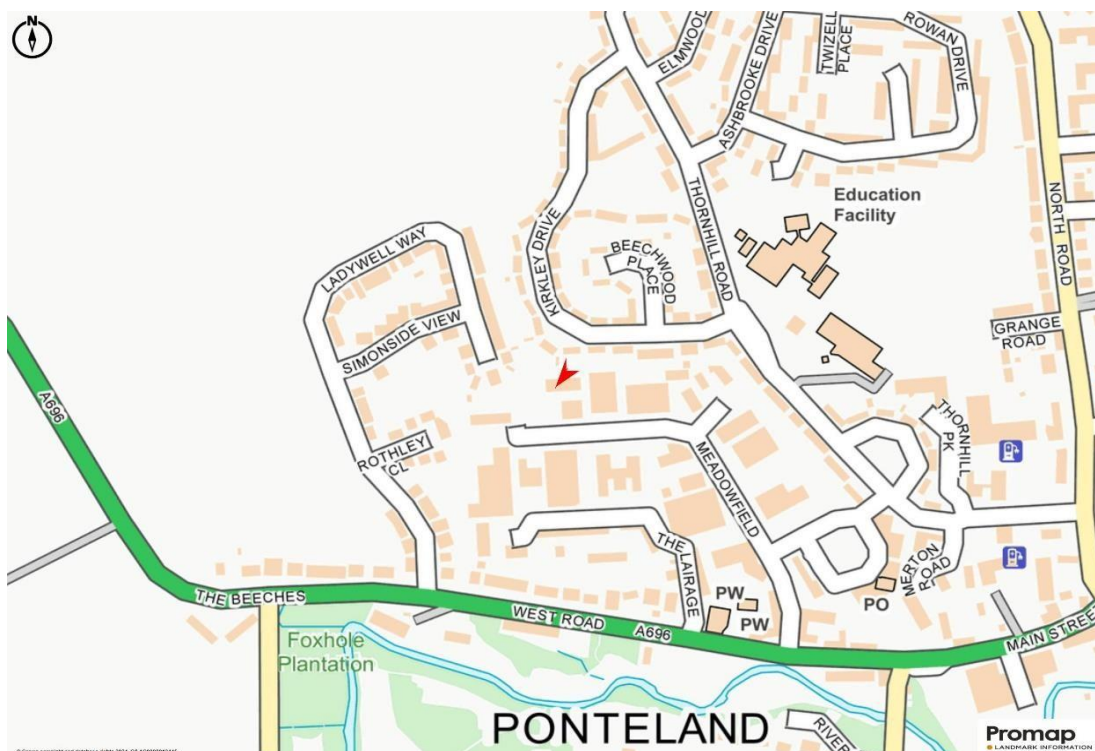 N
ELMWOOD
ROWAN DRIVE
TWIZELL
PLACE
ASHBROOKE DRIVE
Education
Facility
THORNHILL ROAD
NORTH ROAD
KIRKLEY DRIVE
BEECHWOOD
PLACE
LADYWELL WAY
SIMONSIDE VIEW
GRANGE
ROAD
A696
ROTHLEY
CL
THORNHILL
PK
MEADOWFIELD
THE LAIRAGE
MERTON
ROAD
PW
PW
PO
THE BEECHES
WEST ROAD
A696
MAIN STREE
Foxhole
Plantation
PONTELAND
RIVER
Promap
LANDMARK INFORMATION